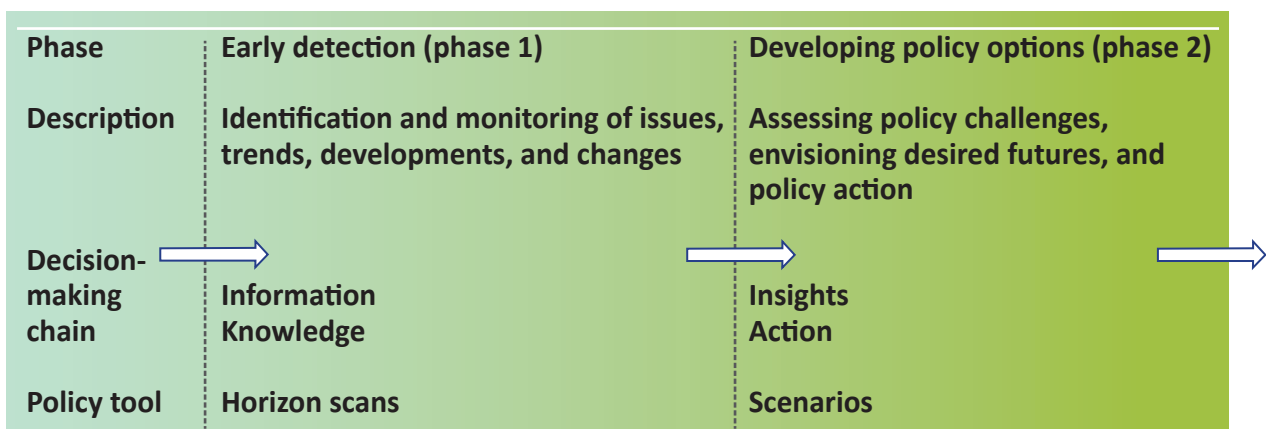 Phase Early detection (phase 1) Developing policy options (phase 2)
Description Identification and monitoring of issues, Assessing policy challenges,
trends, developments, and changes envisioning desired futures, and
policy action
Decision-
making Information Insights
chain Knowledge Action
Policy tool Horizon scans Scenarios